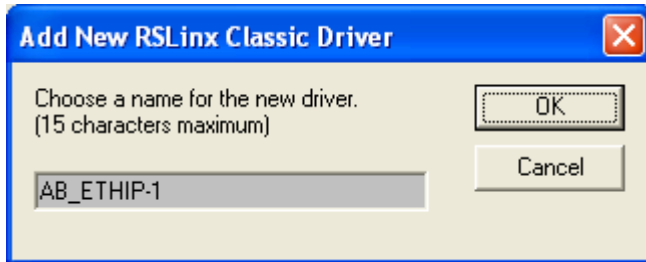 Add New RSLinx Classic Driver
Choose a name for the new driver.
(15 characters maximum)
OK
AB_ETHIP-1
Cancel